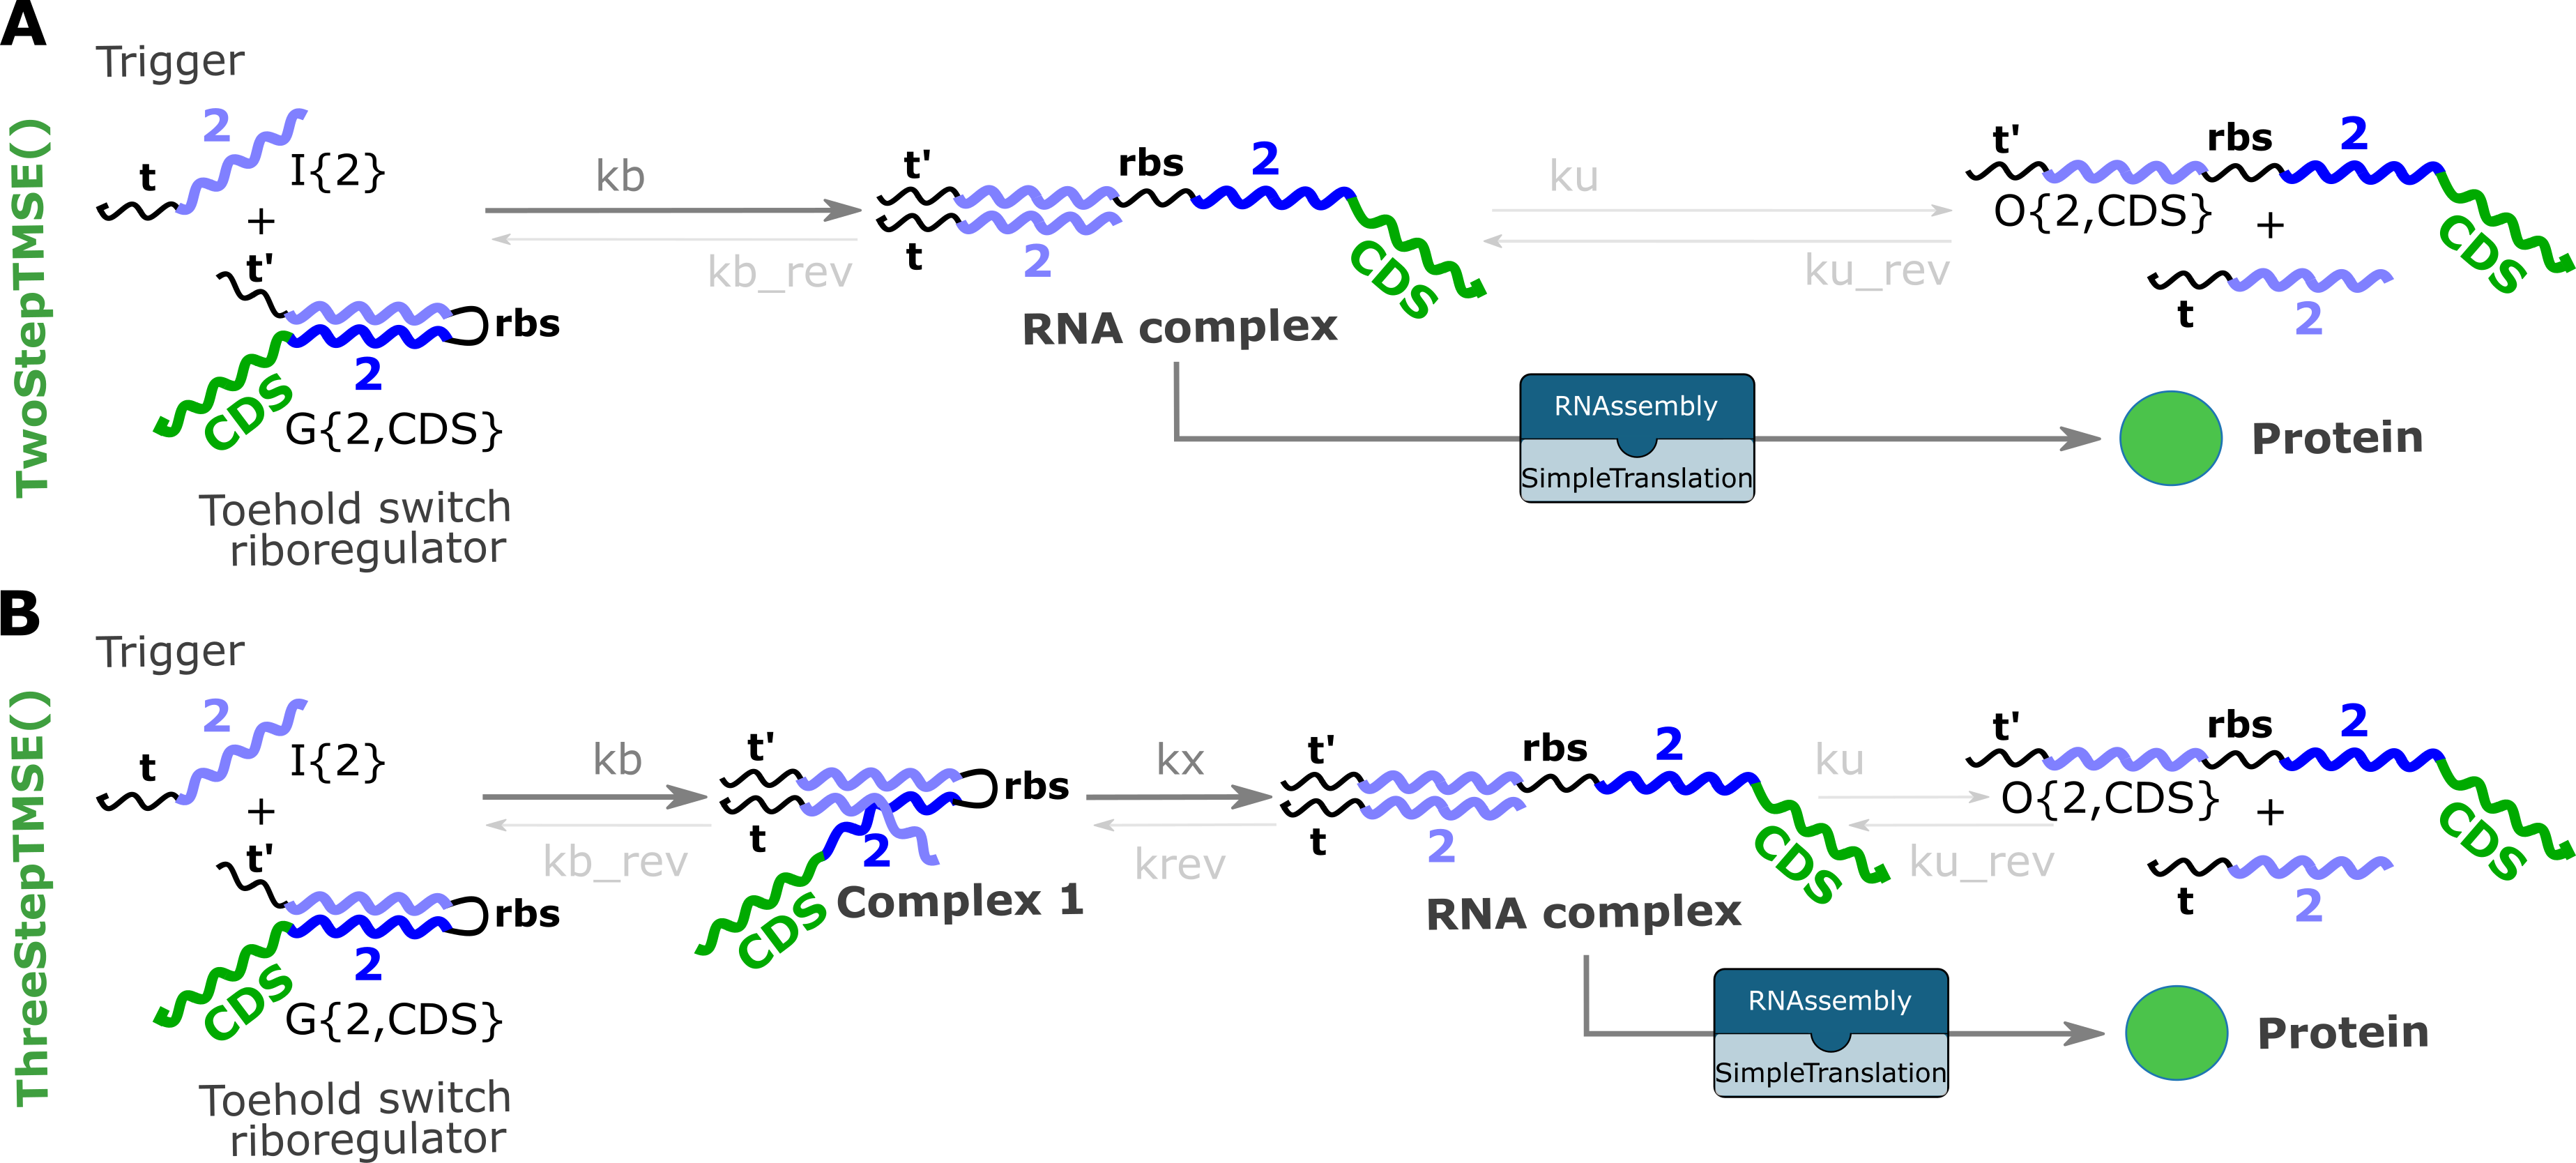 A
TwoStepTMSE()
Trigger
2
t
I{2}
+
t'
rbs
2
CDS
G{2,CDS}
Toehold switch
riboregulator
kb
kb_rev
t'
rbs
2
t
2
CDS
RNA complex
ku
ku_rev
t'
rbs
2
O{2,CDS}
+
CDS
t
2
RNAssembly
SimpleTranslation
Protein
B
ThreeStepTMSE()
Trigger
2
t
I{2}
+
t'
rbs
2
CDS
G{2,CDS}
Toehold switch
riboregulator
kb
kb_rev
t'
rbs
t
2
CDS
Complex 1
kx
krev
t'
rbs
2
t
2
CDS
RNA complex
ku
ku_rev
t'
rbs
2
O{2,CDS}
+
CDS
t
2
RNAssembly
SimpleTranslation
Protein